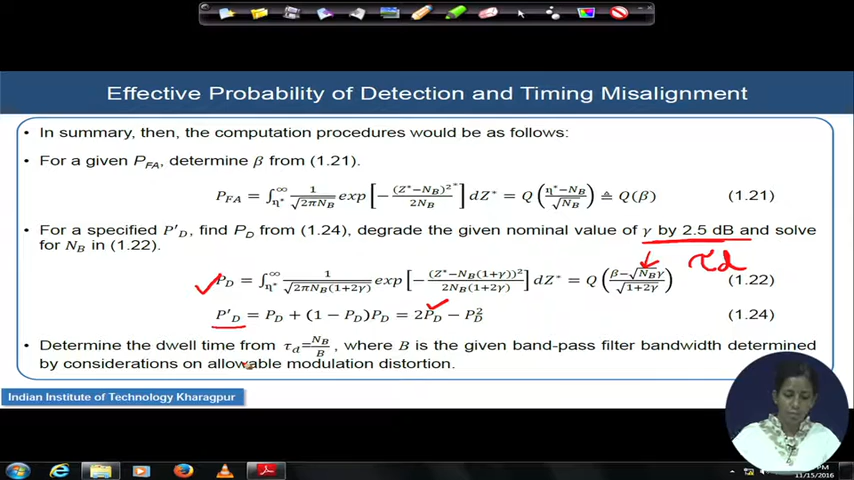 Effective Probability of Detection and Timing Misalignment
• In summary, then, the computation procedures would be as follows:
• For a given P_FA, determine β from (1.21).
P_FA = ∫_{η*}^{∞} 1/√(2πN_B) exp[−(Z*−N_B)^{2*}/(2N_B)] dZ* = Q((η*−N_B)/√N_B) ≜ Q(β) (1.21)
• For a specified P'_D, find P_D from (1.24), degrade the given nominal value of γ by 2.5 dB and solve
for N_B in (1.22).
τd
P_D = ∫_{η*}^{∞} 1/√(2πN_B(1+2γ)) exp[−(Z*−N_B(1+γ))²/(2N_B(1+2γ))] dZ* = Q((β−√N_B γ)/√(1+2γ)) (1.22)
P'_D = P_D + (1 − P_D)P_D = 2P_D − P_D² (1.24)
• Determine the dwell time from τ_d=N_B/B , where B is the given band-pass filter bandwidth determined
by considerations on allowable modulation distortion.
Indian Institute of Technology Kharagpur
11/15/2016